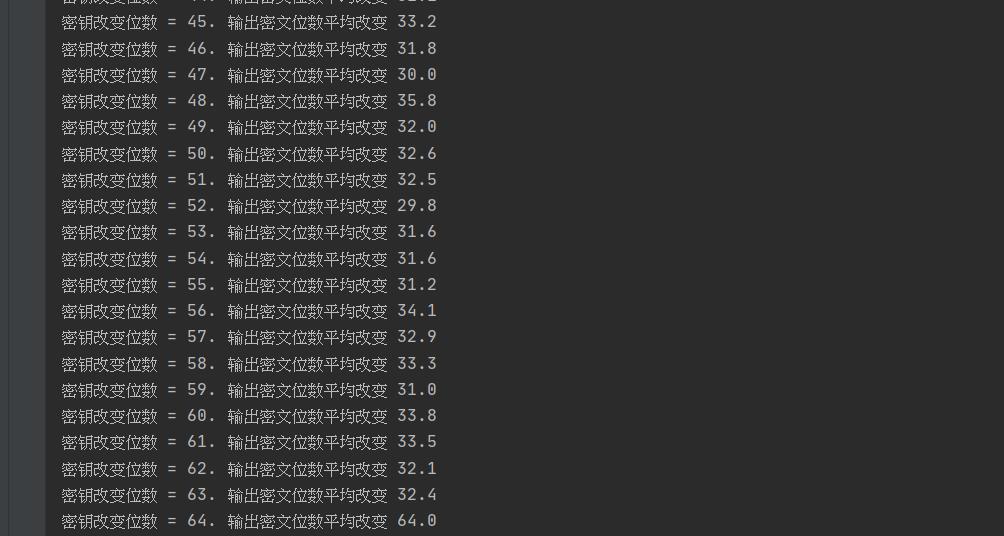 密钥改变位数 = 45. 输出密文位数平均改变 33.2
密钥改变位数 = 46. 输出密文位数平均改变 31.8
密钥改变位数 = 47. 输出密文位数平均改变 30.0
密钥改变位数 = 48. 输出密文位数平均改变 35.8
密钥改变位数 = 49. 输出密文位数平均改变 32.0
密钥改变位数 = 50. 输出密文位数平均改变 32.6
密钥改变位数 = 51. 输出密文位数平均改变 32.5
密钥改变位数 = 52. 输出密文位数平均改变 29.8
密钥改变位数 = 53. 输出密文位数平均改变 31.6
密钥改变位数 = 54. 输出密文位数平均改变 31.6
密钥改变位数 = 55. 输出密文位数平均改变 31.2
密钥改变位数 = 56. 输出密文位数平均改变 34.1
密钥改变位数 = 57. 输出密文位数平均改变 32.9
密钥改变位数 = 58. 输出密文位数平均改变 33.3
密钥改变位数 = 59. 输出密文位数平均改变 31.0
密钥改变位数 = 60. 输出密文位数平均改变 33.8
密钥改变位数 = 61. 输出密文位数平均改变 33.5
密钥改变位数 = 62. 输出密文位数平均改变 32.1
密钥改变位数 = 63. 输出密文位数平均改变 32.4
密钥改变位数 = 64. 输出密文位数平均改变 64.0